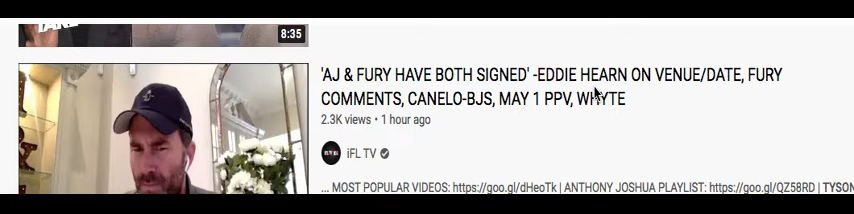 8:35
'AJ & FURY HAVE BOTH SIGNED' -EDDIE HEARN ON VENUE/DATE, FURY
COMMENTS, CANELO-BJS, MAY 1 PPV, WHYTE
2.3K views • 1 hour ago
iFL TV
... MOST POPULAR VIDEOS: https://goo.gl/dHeoTk | ANTHONY JOSHUA PLAYLIST: https://goo.gl/QZ58RD | TYSON